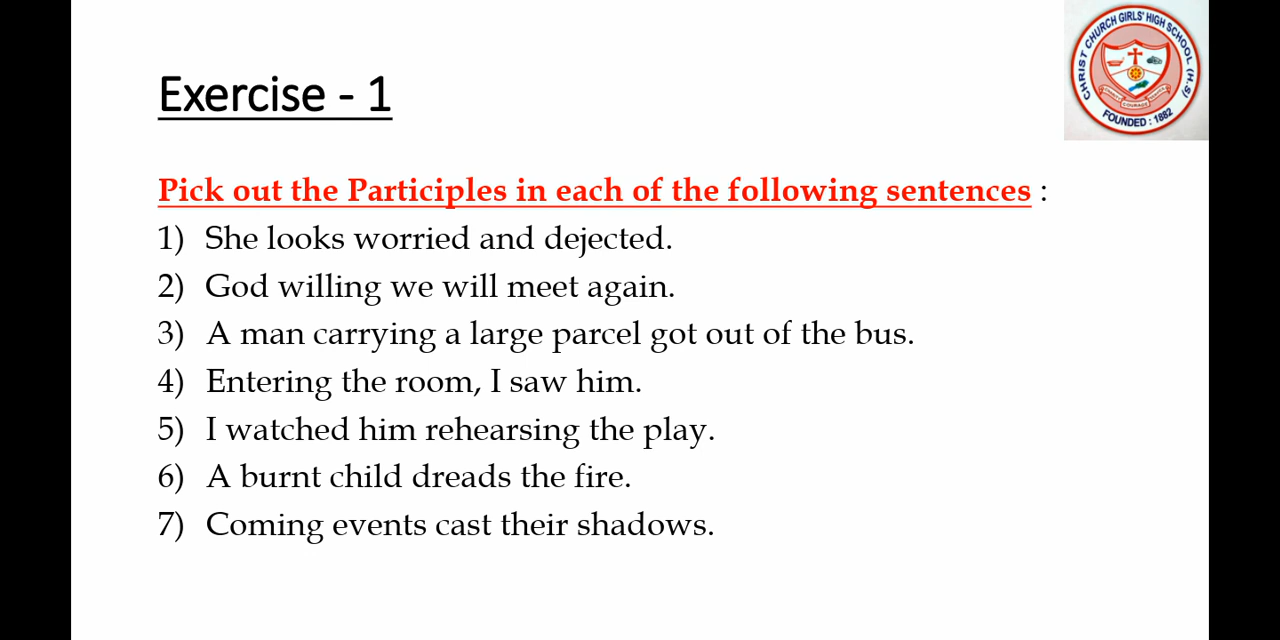 CHRIST CHURCH GIRLS' HIGH SCHOOL (H.S)
COURAGE
FOUNDED : 1882
Exercise - 1
Pick out the Participles in each of the following sentences :
1) She looks worried and dejected.
2) God willing we will meet again.
3) A man carrying a large parcel got out of the bus.
4) Entering the room, I saw him.
5) I watched him rehearsing the play.
6) A burnt child dreads the fire.
7) Coming events cast their shadows.